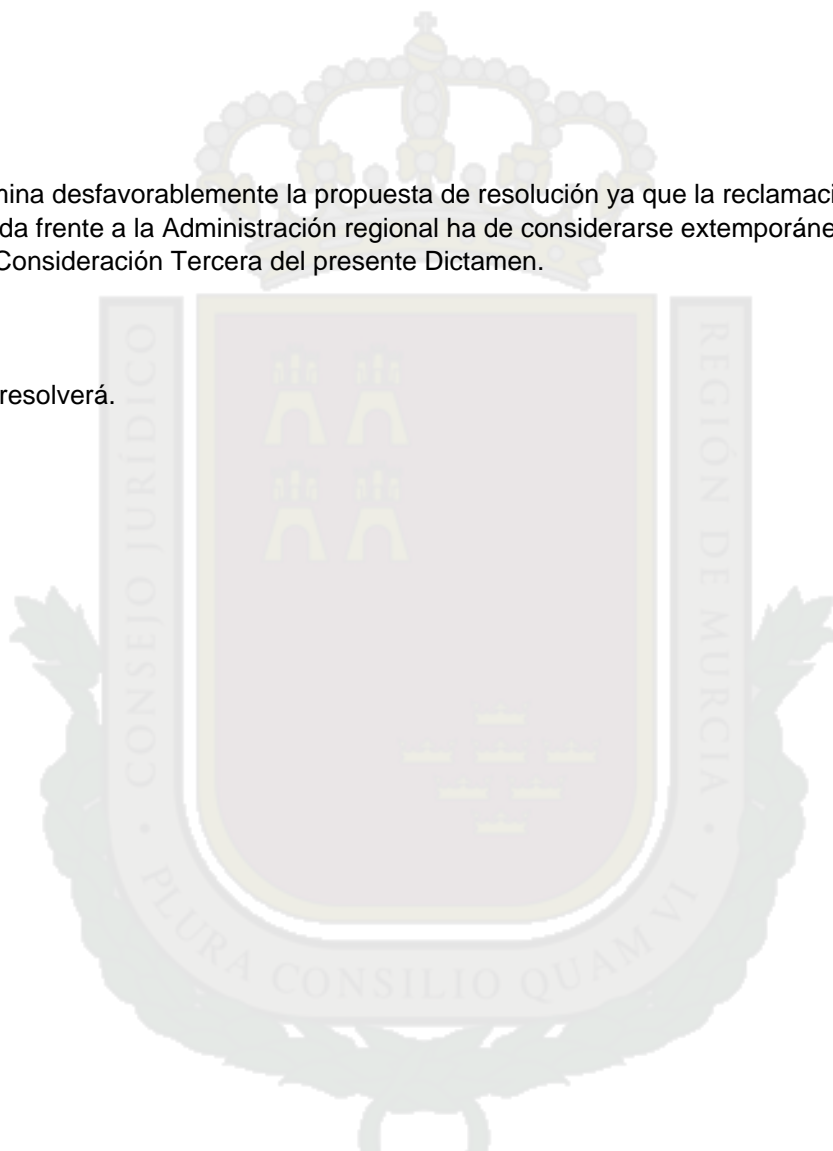 mina desfavorablemente la propuesta de resolución ya que la reclamaci
da frente a la Administración regional ha de considerarse extemporáne
Consideración Tercera del presente Dictamen.
resolverá.
CONSEJO JURÍDICO
REGIÓN DE MURCIA
PLURA CONSILIO QUAM VI